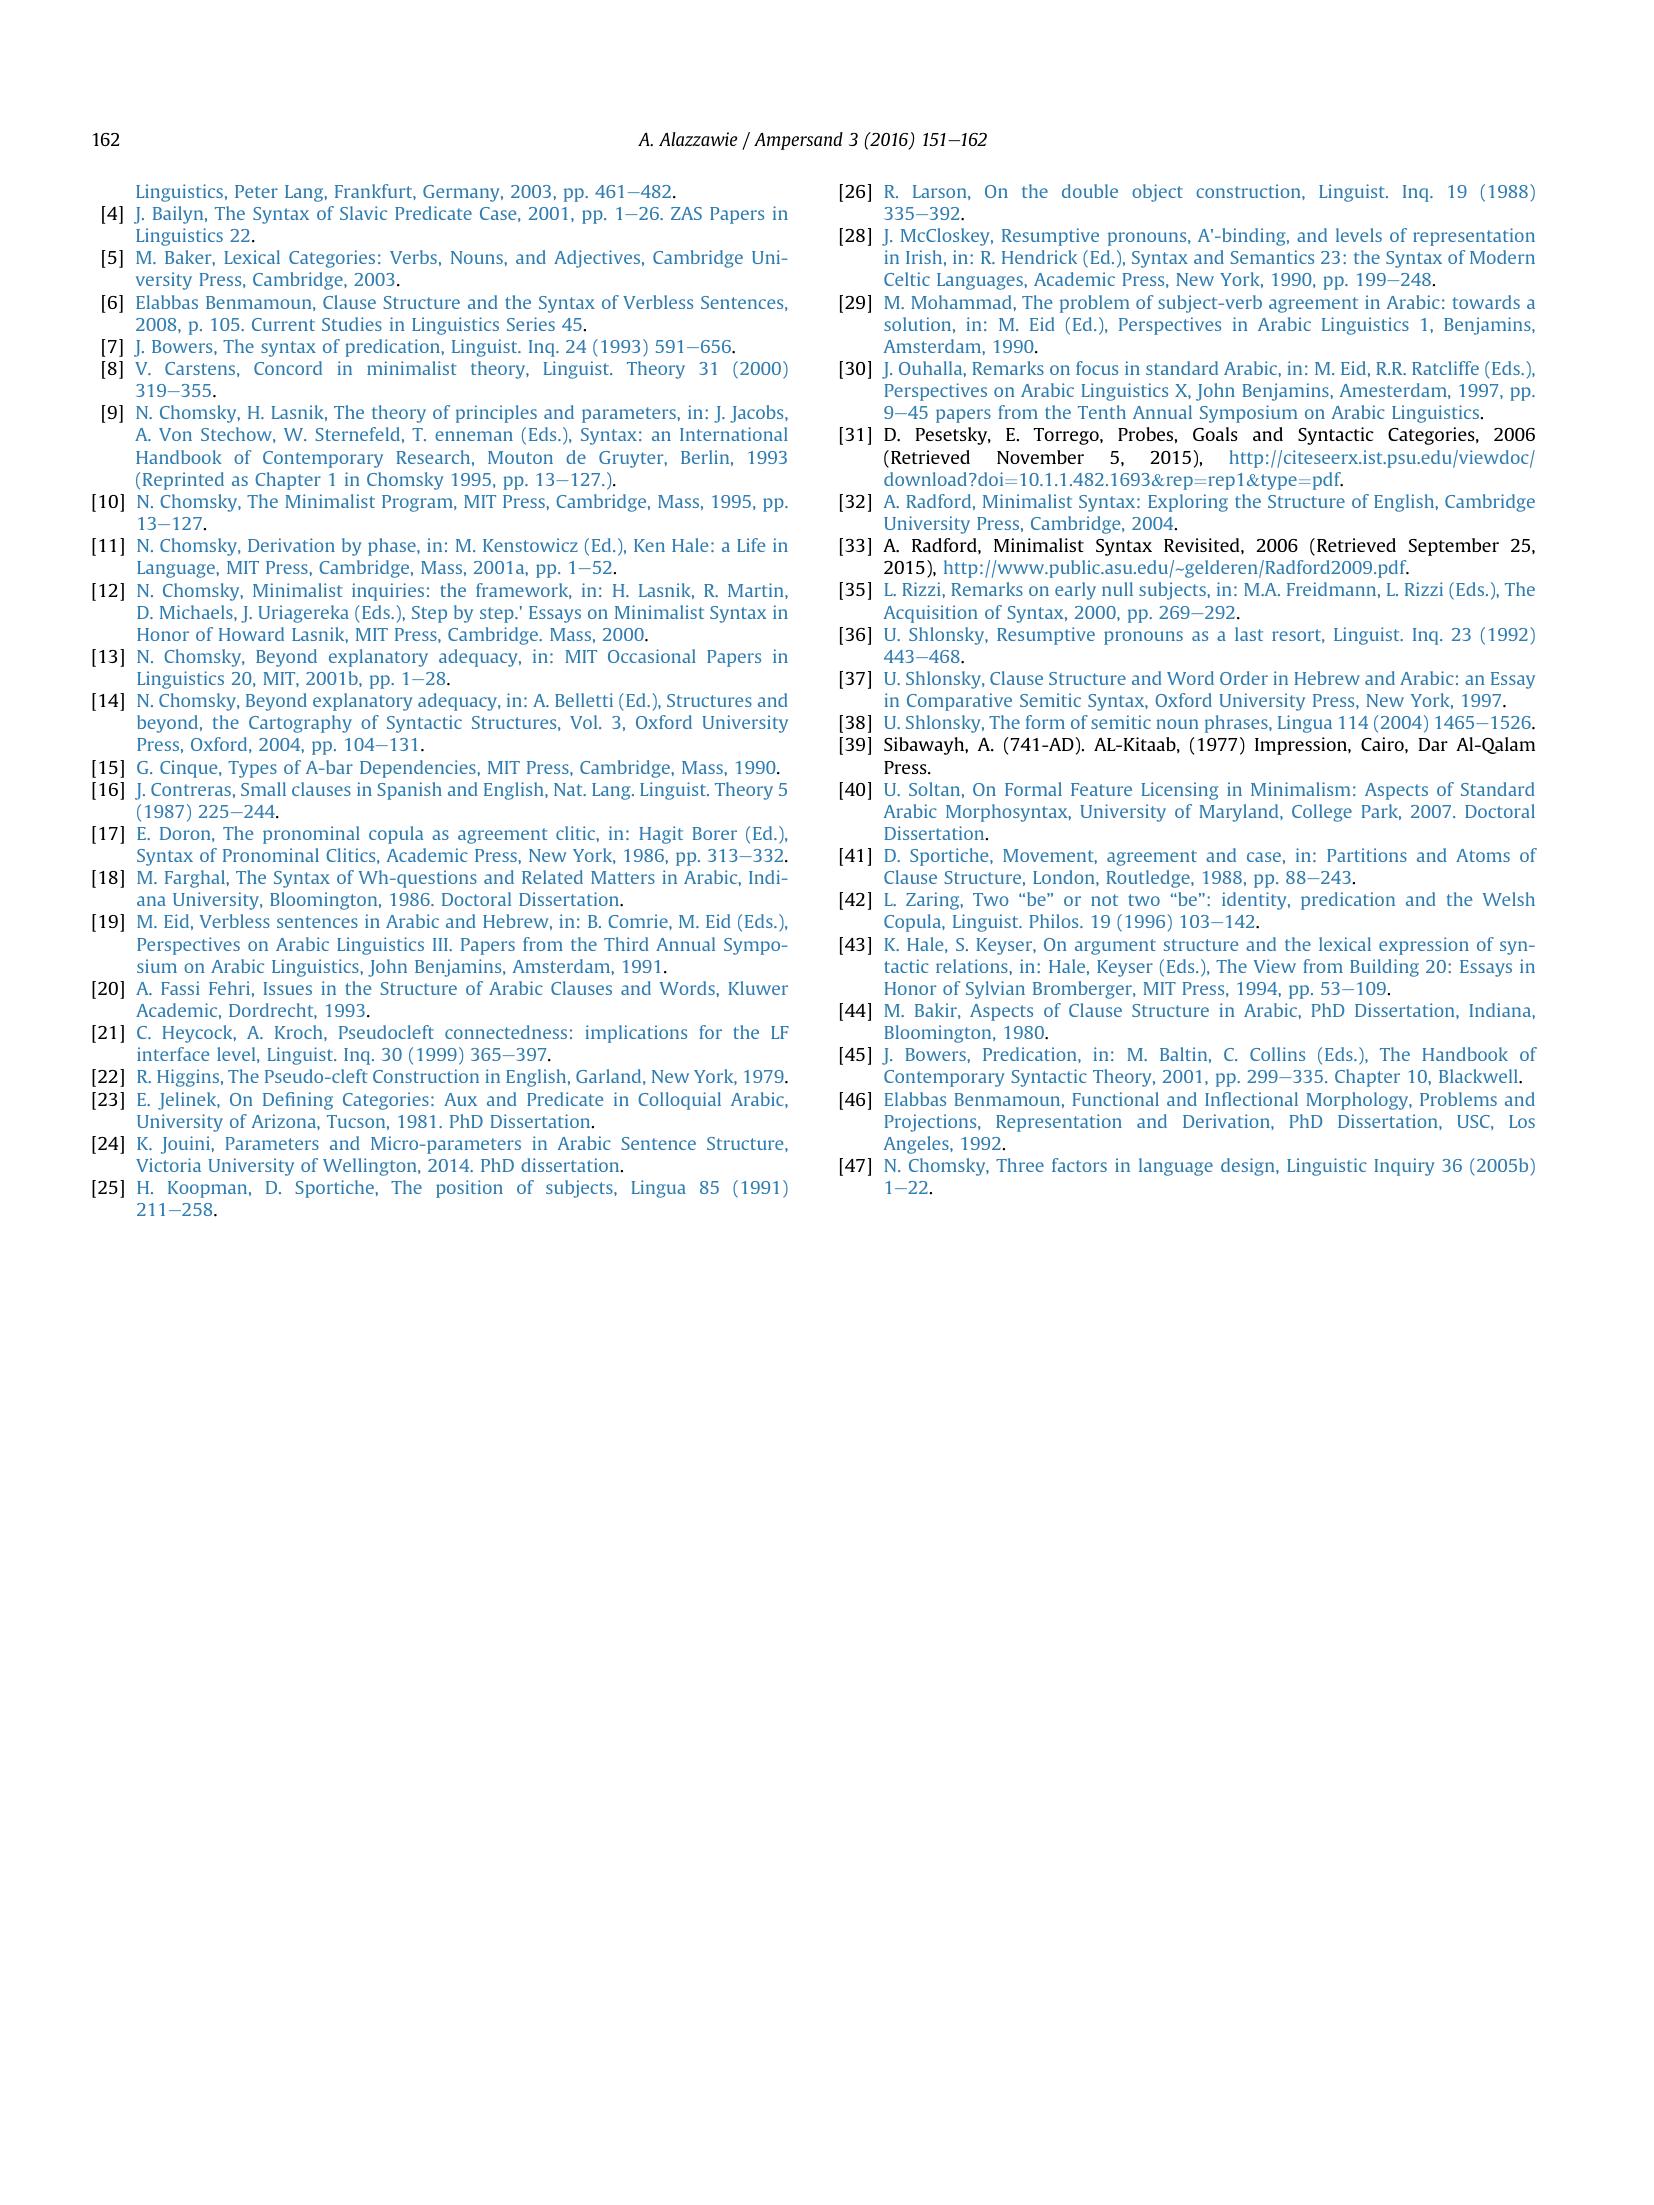 162
A. Alazzawie / Ampersand 3 (2016) 151–162
Linguistics, Peter Lang, Frankfurt, Germany, 2003, pp. 461–482.
[4] J. Bailyn, The Syntax of Slavic Predicate Case, 2001, pp. 1–26. ZAS Papers in
Linguistics 22.
[5] M. Baker, Lexical Categories: Verbs, Nouns, and Adjectives, Cambridge Uni-
versity Press, Cambridge, 2003.
[6] Elabbas Benmamoun, Clause Structure and the Syntax of Verbless Sentences,
2008, p. 105. Current Studies in Linguistics Series 45.
[7] J. Bowers, The syntax of predication, Linguist. Inq. 24 (1993) 591–656.
[8] V. Carstens, Concord in minimalist theory, Linguist. Theory 31 (2000)
319–355.
[9] N. Chomsky, H. Lasnik, The theory of principles and parameters, in: J. Jacobs,
A. Von Stechow, W. Sternefeld, T. enneman (Eds.), Syntax: an International
Handbook of Contemporary Research, Mouton de Gruyter, Berlin, 1993
(Reprinted as Chapter 1 in Chomsky 1995, pp. 13–127.).
[10] N. Chomsky, The Minimalist Program, MIT Press, Cambridge, Mass, 1995, pp.
13–127.
[11] N. Chomsky, Derivation by phase, in: M. Kenstowicz (Ed.), Ken Hale: a Life in
Language, MIT Press, Cambridge, Mass, 2001a, pp. 1–52.
[12] N. Chomsky, Minimalist inquiries: the framework, in: H. Lasnik, R. Martin,
D. Michaels, J. Uriagereka (Eds.), Step by step.' Essays on Minimalist Syntax in
Honor of Howard Lasnik, MIT Press, Cambridge. Mass, 2000.
[13] N. Chomsky, Beyond explanatory adequacy, in: MIT Occasional Papers in
Linguistics 20, MIT, 2001b, pp. 1–28.
[14] N. Chomsky, Beyond explanatory adequacy, in: A. Belletti (Ed.), Structures and
beyond, the Cartography of Syntactic Structures, Vol. 3, Oxford University
Press, Oxford, 2004, pp. 104–131.
[15] G. Cinque, Types of A-bar Dependencies, MIT Press, Cambridge, Mass, 1990.
[16] J. Contreras, Small clauses in Spanish and English, Nat. Lang. Linguist. Theory 5
(1987) 225–244.
[17] E. Doron, The pronominal copula as agreement clitic, in: Hagit Borer (Ed.),
Syntax of Pronominal Clitics, Academic Press, New York, 1986, pp. 313–332.
[18] M. Farghal, The Syntax of Wh-questions and Related Matters in Arabic, Indi-
ana University, Bloomington, 1986. Doctoral Dissertation.
[19] M. Eid, Verbless sentences in Arabic and Hebrew, in: B. Comrie, M. Eid (Eds.),
Perspectives on Arabic Linguistics III. Papers from the Third Annual Sympo-
sium on Arabic Linguistics, John Benjamins, Amsterdam, 1991.
[20] A. Fassi Fehri, Issues in the Structure of Arabic Clauses and Words, Kluwer
Academic, Dordrecht, 1993.
[21] C. Heycock, A. Kroch, Pseudocleft connectedness: implications for the LF
interface level, Linguist. Inq. 30 (1999) 365–397.
[22] R. Higgins, The Pseudo-cleft Construction in English, Garland, New York, 1979.
[23] E. Jelinek, On Defining Categories: Aux and Predicate in Colloquial Arabic,
University of Arizona, Tucson, 1981. PhD Dissertation.
[24] K. Jouini, Parameters and Micro-parameters in Arabic Sentence Structure,
Victoria University of Wellington, 2014. PhD dissertation.
[25] H. Koopman, D. Sportiche, The position of subjects, Lingua 85 (1991)
211–258.
[26] R. Larson, On the double object construction, Linguist. Inq. 19 (1988)
335–392.
[28] J. McCloskey, Resumptive pronouns, A'-binding, and levels of representation
in Irish, in: R. Hendrick (Ed.), Syntax and Semantics 23: the Syntax of Modern
Celtic Languages, Academic Press, New York, 1990, pp. 199–248.
[29] M. Mohammad, The problem of subject-verb agreement in Arabic: towards a
solution, in: M. Eid (Ed.), Perspectives in Arabic Linguistics 1, Benjamins,
Amsterdam, 1990.
[30] J. Ouhalla, Remarks on focus in standard Arabic, in: M. Eid, R.R. Ratcliffe (Eds.),
Perspectives on Arabic Linguistics X, John Benjamins, Amesterdam, 1997, pp.
9–45 papers from the Tenth Annual Symposium on Arabic Linguistics.
[31] D. Pesetsky, E. Torrego, Probes, Goals and Syntactic Categories, 2006
(Retrieved November 5, 2015), http://citeseerx.ist.psu.edu/viewdoc/
download?doi=10.1.1.482.1693&rep=rep1&type=pdf.
[32] A. Radford, Minimalist Syntax: Exploring the Structure of English, Cambridge
University Press, Cambridge, 2004.
[33] A. Radford, Minimalist Syntax Revisited, 2006 (Retrieved September 25,
2015), http://www.public.asu.edu/~gelderen/Radford2009.pdf.
[35] L. Rizzi, Remarks on early null subjects, in: M.A. Freidmann, L. Rizzi (Eds.), The
Acquisition of Syntax, 2000, pp. 269–292.
[36] U. Shlonsky, Resumptive pronouns as a last resort, Linguist. Inq. 23 (1992)
443–468.
[37] U. Shlonsky, Clause Structure and Word Order in Hebrew and Arabic: an Essay
in Comparative Semitic Syntax, Oxford University Press, New York, 1997.
[38] U. Shlonsky, The form of semitic noun phrases, Lingua 114 (2004) 1465–1526.
[39] Sibawayh, A. (741-AD). AL-Kitaab, (1977) Impression, Cairo, Dar Al-Qalam
Press.
[40] U. Soltan, On Formal Feature Licensing in Minimalism: Aspects of Standard
Arabic Morphosyntax, University of Maryland, College Park, 2007. Doctoral
Dissertation.
[41] D. Sportiche, Movement, agreement and case, in: Partitions and Atoms of
Clause Structure, London, Routledge, 1988, pp. 88–243.
[42] L. Zaring, Two “be” or not two “be”: identity, predication and the Welsh
Copula, Linguist. Philos. 19 (1996) 103–142.
[43] K. Hale, S. Keyser, On argument structure and the lexical expression of syn-
tactic relations, in: Hale, Keyser (Eds.), The View from Building 20: Essays in
Honor of Sylvian Bromberger, MIT Press, 1994, pp. 53–109.
[44] M. Bakir, Aspects of Clause Structure in Arabic, PhD Dissertation, Indiana,
Bloomington, 1980.
[45] J. Bowers, Predication, in: M. Baltin, C. Collins (Eds.), The Handbook of
Contemporary Syntactic Theory, 2001, pp. 299–335. Chapter 10, Blackwell.
[46] Elabbas Benmamoun, Functional and Inflectional Morphology, Problems and
Projections, Representation and Derivation, PhD Dissertation, USC, Los
Angeles, 1992.
[47] N. Chomsky, Three factors in language design, Linguistic Inquiry 36 (2005b)
1–22.